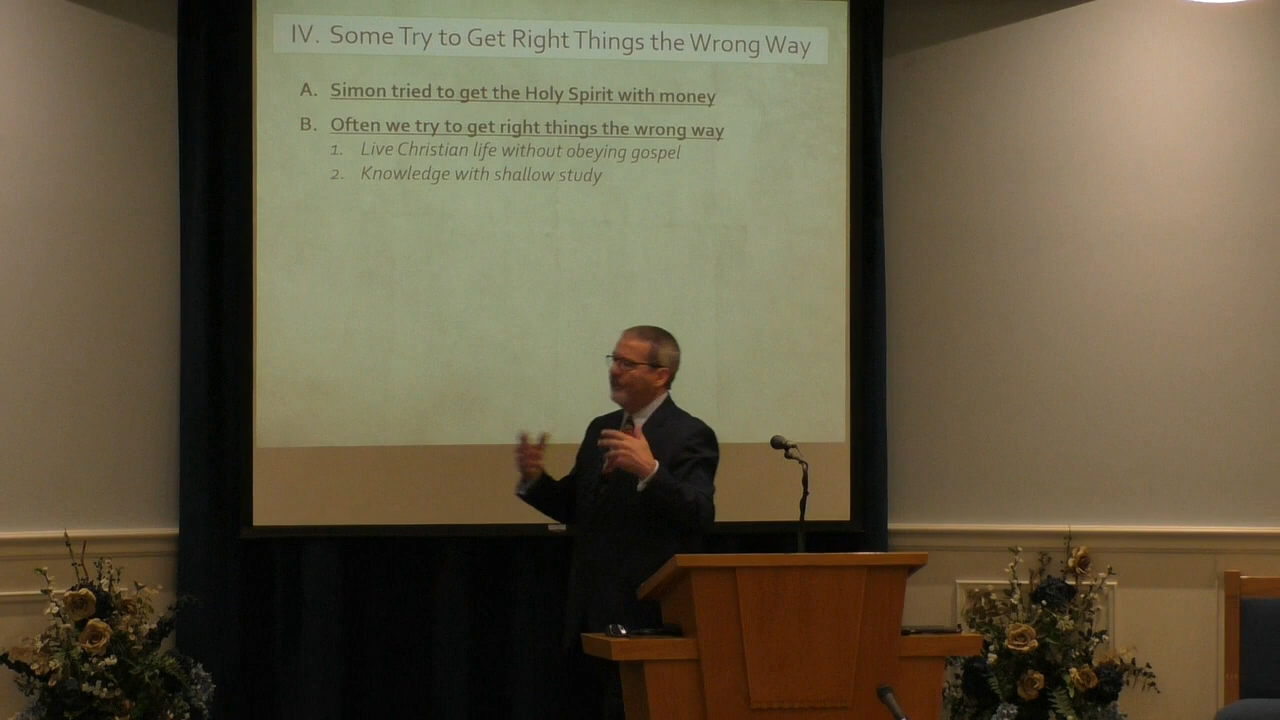 IV. Some Try to Get Right Things the Wrong Way
A. Simon tried to get the Holy Spirit with money
B. Often we try to get right things the wrong way
1. Live Christian life without obeying gospel
2. Knowledge with shallow study